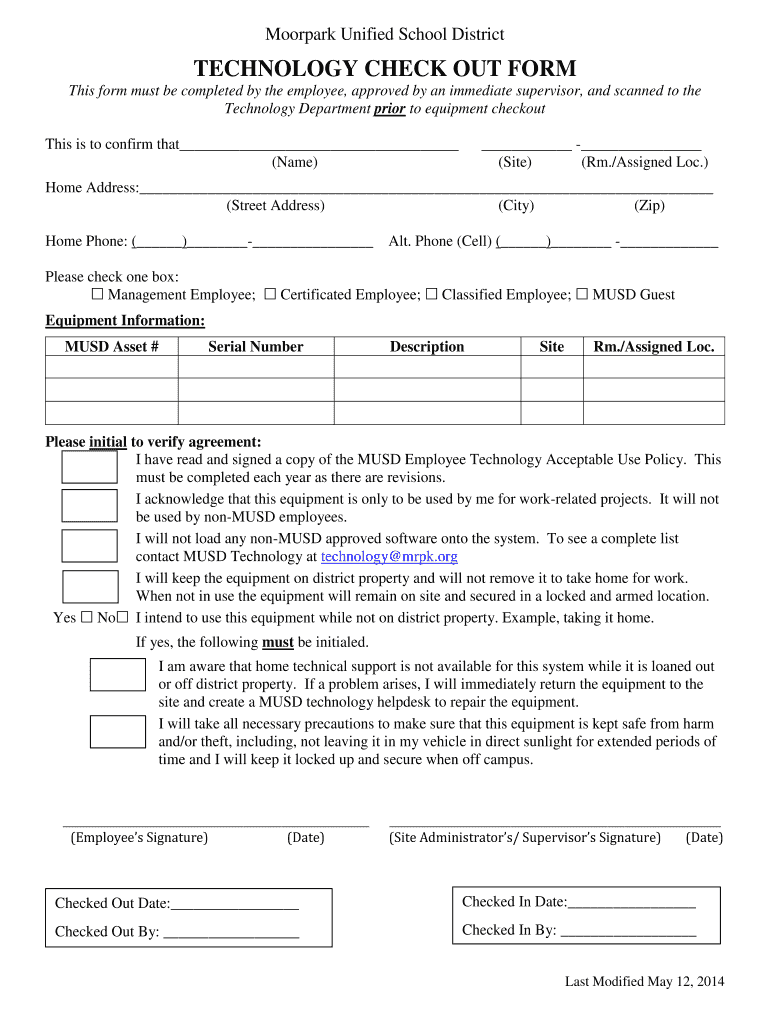 Moorpark Unified School District
TECHNOLOGY CHECK OUT FORM
This form must be completed by the employee, approved by an immediate supervisor, and scanned to the
Technology Department prior to equipment checkout
This is to confirm that____________________________________ ____________ -________________
(Name) (Site) (Rm./Assigned Loc.)
Home Address:___________________________________________________________________________
(Street Address) (City) (Zip)
Home Phone: (______)________-________________ Alt. Phone (Cell) (______)________ -_____________
Please check one box:
☐ Management Employee; ☐ Certificated Employee; ☐ Classified Employee; ☐ MUSD Guest
Equipment Information:
MUSD Asset # Serial Number Description Site Rm./Assigned Loc.
Please initial to verify agreement:
I have read and signed a copy of the MUSD Employee Technology Acceptable Use Policy. This
must be completed each year as there are revisions.
I acknowledge that this equipment is only to be used by me for work-related projects. It will not
be used by non-MUSD employees.
I will not load any non-MUSD approved software onto the system. To see a complete list
contact MUSD Technology at technology@mrpk.org
I will keep the equipment on district property and will not remove it to take home for work.
When not in use the equipment will remain on site and secured in a locked and armed location.
Yes ☐ No☐ I intend to use this equipment while not on district property. Example, taking it home.
If yes, the following must be initialed.
I am aware that home technical support is not available for this system while it is loaned out
or off district property. If a problem arises, I will immediately return the equipment to the
site and create a MUSD technology helpdesk to repair the equipment.
I will take all necessary precautions to make sure that this equipment is kept safe from harm
and/or theft, including, not leaving it in my vehicle in direct sunlight for extended periods of
time and I will keep it locked up and secure when off campus.
(Employee's Signature) (Date) (Site Administrator's/ Supervisor's Signature) (Date)
Checked Out Date:_________________ Checked In Date:_________________
Checked Out By: __________________ Checked In By: __________________
Last Modified May 12, 2014